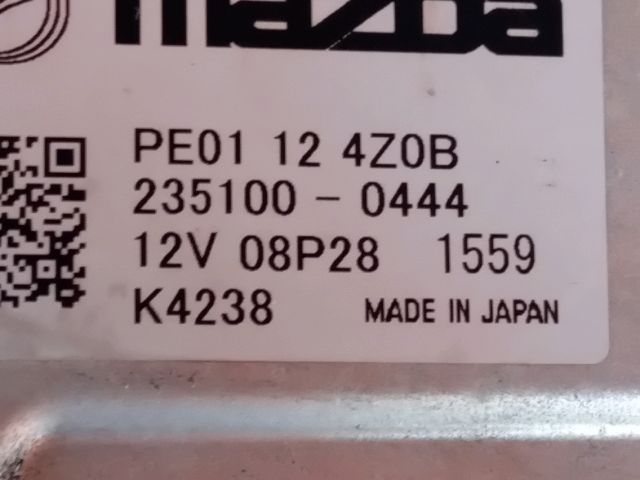 mazda
PE01 12 4Z0B
235100 - 0444
12V 08P28 1559
K4238 MADE IN JAPAN